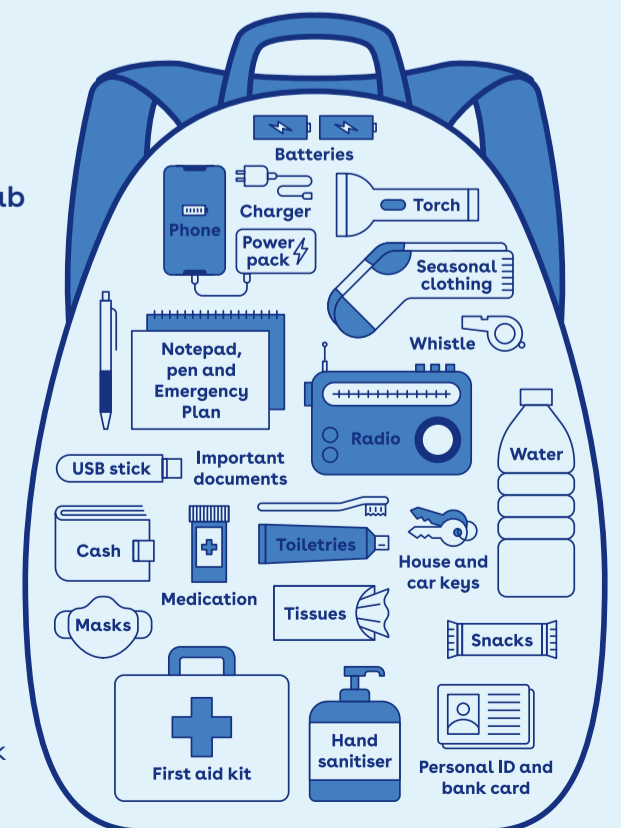 Batteries
Phone
Charger
Power
pack
Torch
Seasonal
clothing
Whistle
Notepad,
pen and
Emergency
Plan
Radio
Water
USB stick
Important
documents
Cash
Medication
Toiletries
House and
car keys
Masks
Tissues
Snacks
First aid kit
Hand
sanitiser
Personal ID and
bank card